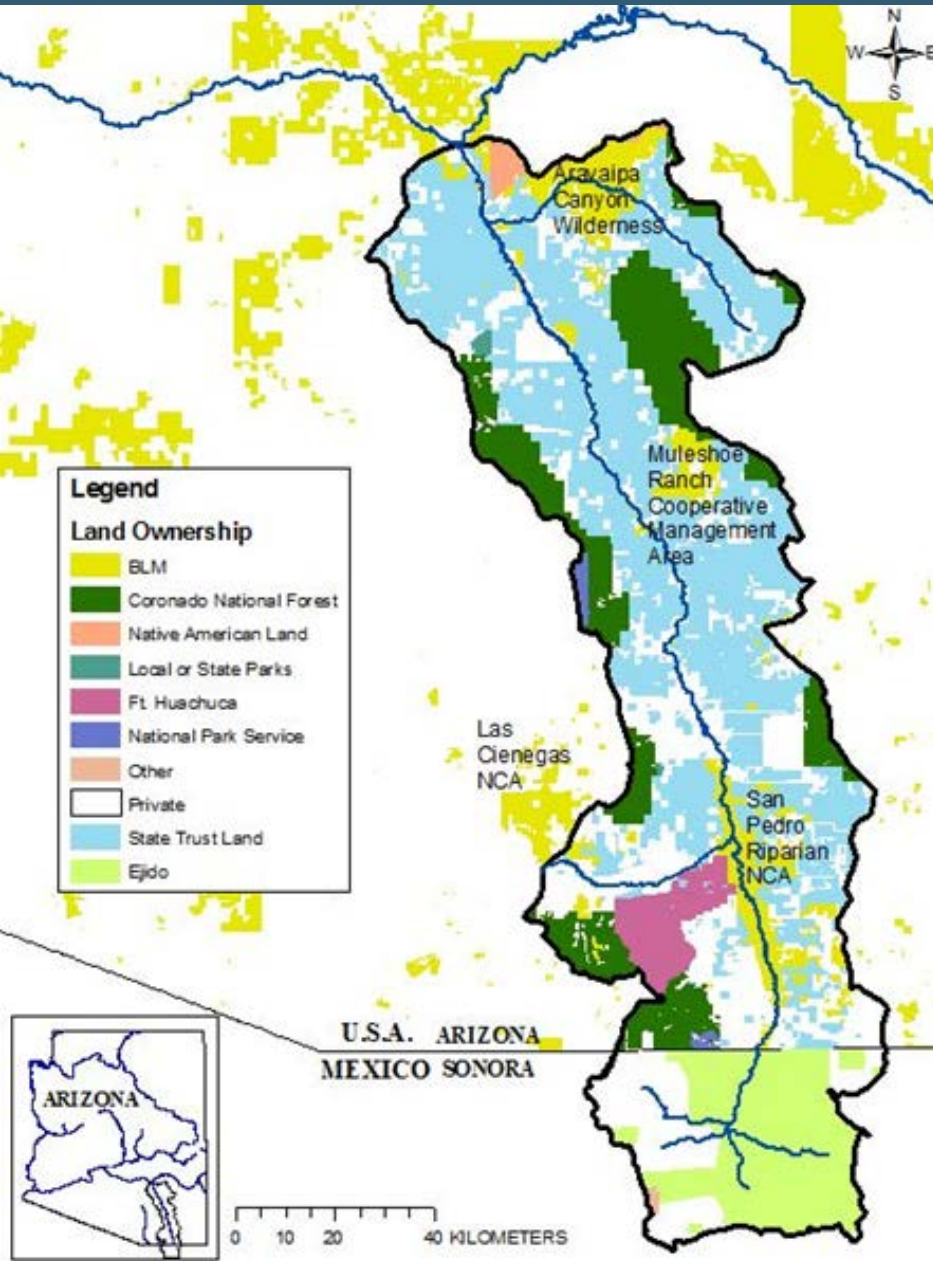 N
W E
S
Aravaipa
Canyon
Wilderness
Muleshoe
Ranch
Cooperative
Management
Area
Legend
Land Ownership
BLM
Coronado National Forest
Native American Land
Local or State Parks
Ft. Huachuca
National Park Service
Other
Private
State Trust Land
Ejido
Las
Cienegas
NCA
San
Pedro
Riparian
NCA
U.S.A. ARIZONA
MEXICO SONORA
ARIZONA
0 10 20 40 KILOMETERS